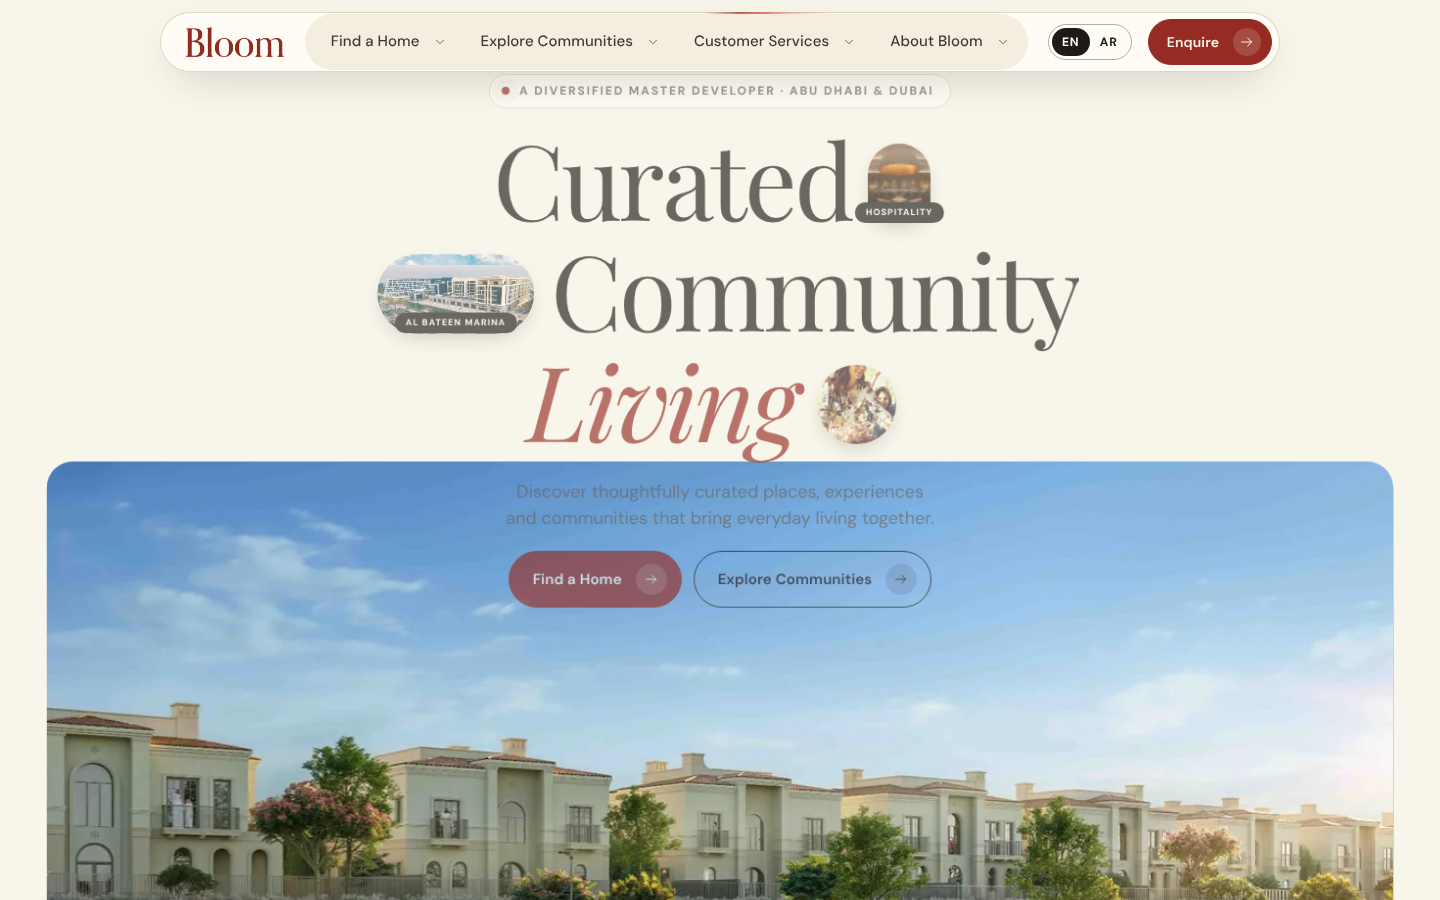 Bloom
Find a Home
Explore Communities
Customer Services
About Bloom
EN
AR
Enquire
A DIVERSIFIED MASTER DEVELOPER · ABU DHABI & DUBAI
Curated
HOSPITALITY
AL BATEEN MARINA
Community
Living
Discover thoughtfully curated places, experiences
and communities that bring everyday living together.
Find a Home
Explore Communities